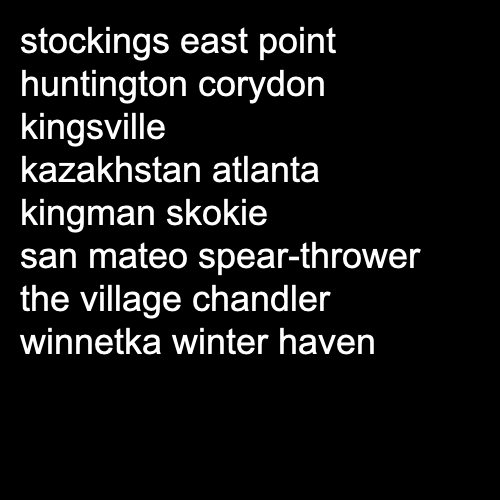 stockings east point
huntington corydon
kingsville
kazakhstan atlanta
kingman skokie
san mateo spear-thrower
the village chandler
winnetka winter haven